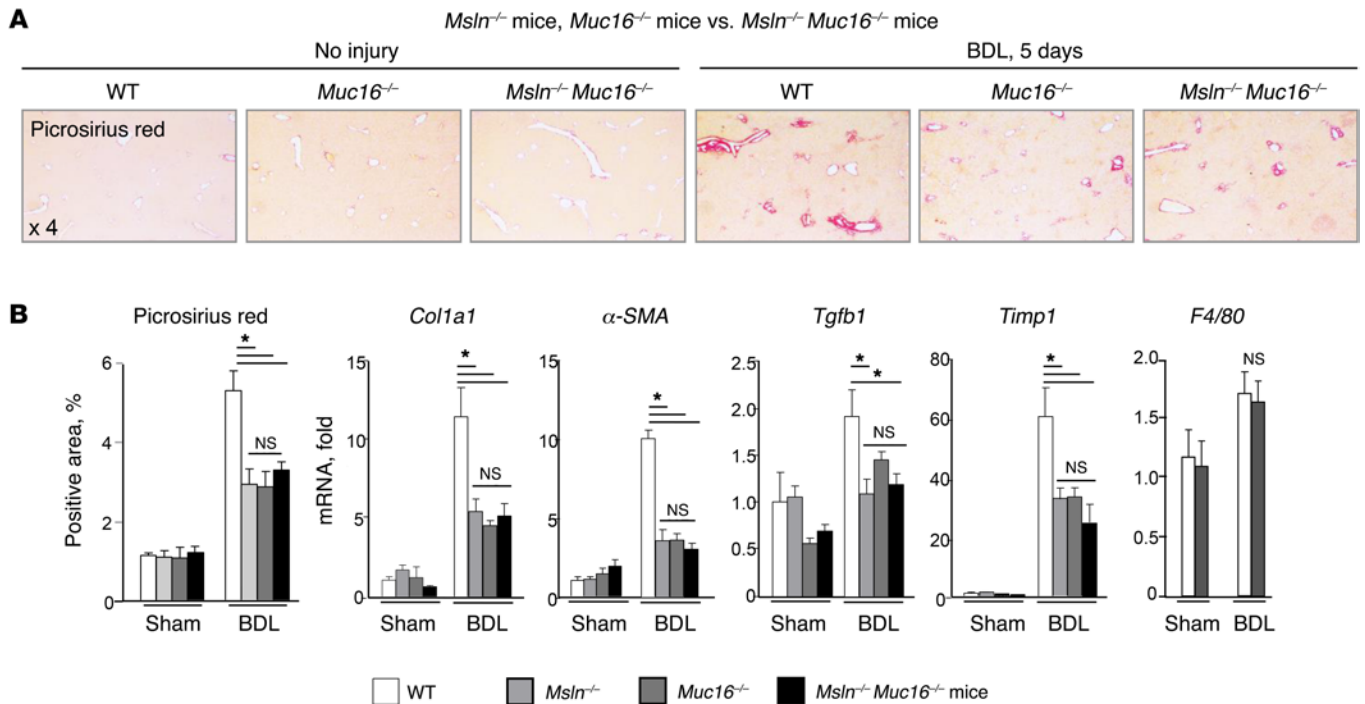 A
Msln⁻/⁻ mice, Muc16⁻/⁻ mice vs. Msln⁻/⁻ Muc16⁻/⁻ mice
No injury BDL, 5 days
WT Muc16⁻/⁻ Msln⁻/⁻ Muc16⁻/⁻ WT Muc16⁻/⁻ Msln⁻/⁻ Muc16⁻/⁻
Picrosirius red
x 4
B
Picrosirius red
Positive area, %
6
4
2
0
*
NS
Sham BDL
Col1a1
mRNA, fold
15
10
5
0
*
NS
Sham BDL
α-SMA
15
10
5
0
*
NS
Sham BDL
Tgfb1
2.5
2.0
1.5
1.0
0.5
0
* *
NS
Sham BDL
Timp1
80
60
40
20
0
*
NS
Sham BDL
F4/80
2.0
1.5
1.0
1.5
0
NS
Sham BDL
WT Msln⁻/⁻ Muc16⁻/⁻ Msln⁻/⁻ Muc16⁻/⁻ mice